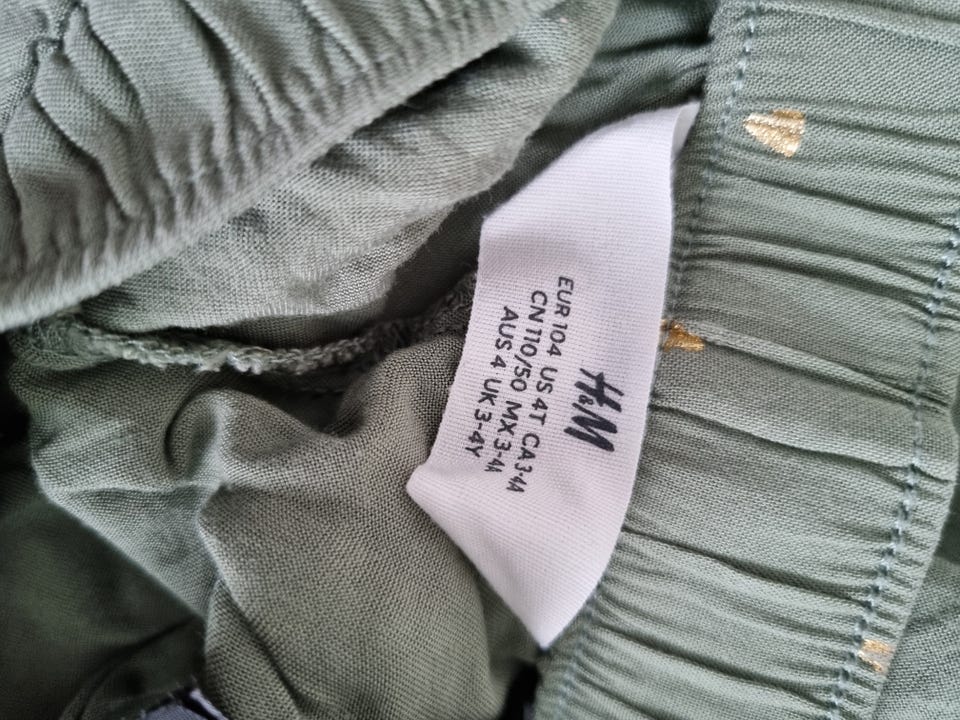 H&M
EUR 104 US 4T CA3-4A
CN 110/50 MX 3-4A
AUS 4 UK 3-4Y